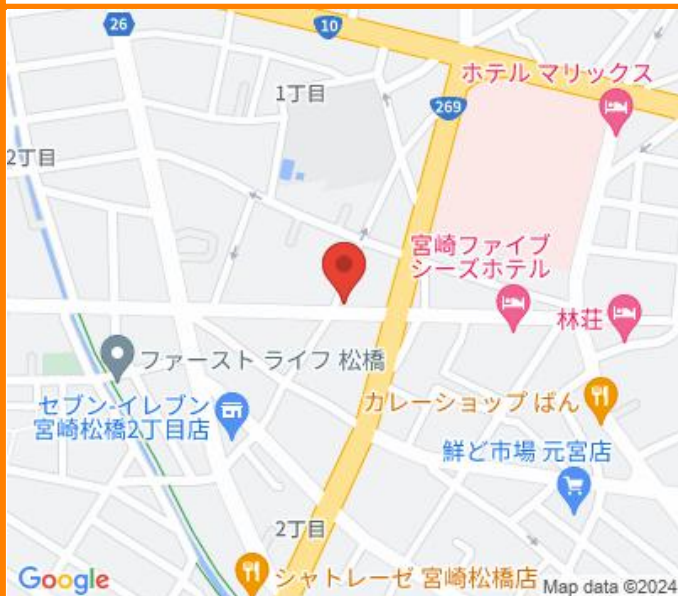 26
10
ホテル マリックス
1丁目
269
2丁目
宮崎ファイブ
シーズホテル
林荘
ファースト ライフ 松橋
セブン-イレブン
宮崎松橋2丁目店
カレーショップ ばん
鮮ど市場 元宮店
2丁目
シャトレーゼ 宮崎松橋店
Google
Map data ©2024